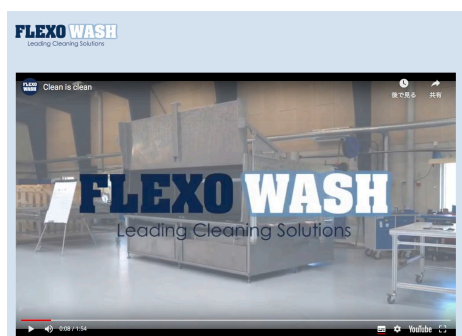 FLEXO WASH
Leading Cleaning Solutions
FLEXO
WASH
Clean is clean
後で見る
共有
FLEXO WASH
Leading Cleaning Solutions
0:08 / 1:54
YouTube